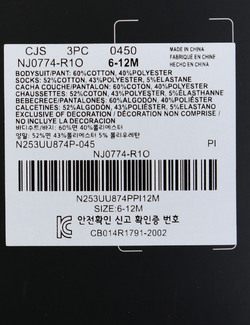 CJS 3PC 0450
MADE IN CHINA
FABRIQUÉ EN CHINE
HECHO EN CHINA
NJ0774-R1O 6-12M
BODYSUIT/PANT: 60%COTTON, 40%POLYESTER
SOCKS: 52%COTTON, 43%POLYESTER, 5%ELASTANE
CACHA COUCHE/PANTALON: 60%COTON, 40%POLYESTER
CHAUSSETTES: 52%COTON, 43%POLYESTER, 5%ÉLASTHANNE
BEBECRECE/PANTALONES: 60%ALGODÓN, 40%POLIÉSTER
CALCETINES: 52%ALGODÓN, 43%POLIÉSTER, 5%ELASTANO
EXCLUSIVE OF DECORATION / DÉCORATION NON COMPRISE /
NO INCLUYE LA DECORACION
바디수트/바지: 60%면 40%폴리에스터
양말: 52%면 43%폴리에스터 5% 폴리우레탄
N253UU874P-045 PI
NJ0774-R1O
N253UU874PPI12M
SIZE:6-12M
안전확인 신고 확인증 번호
CB014R1791-2002